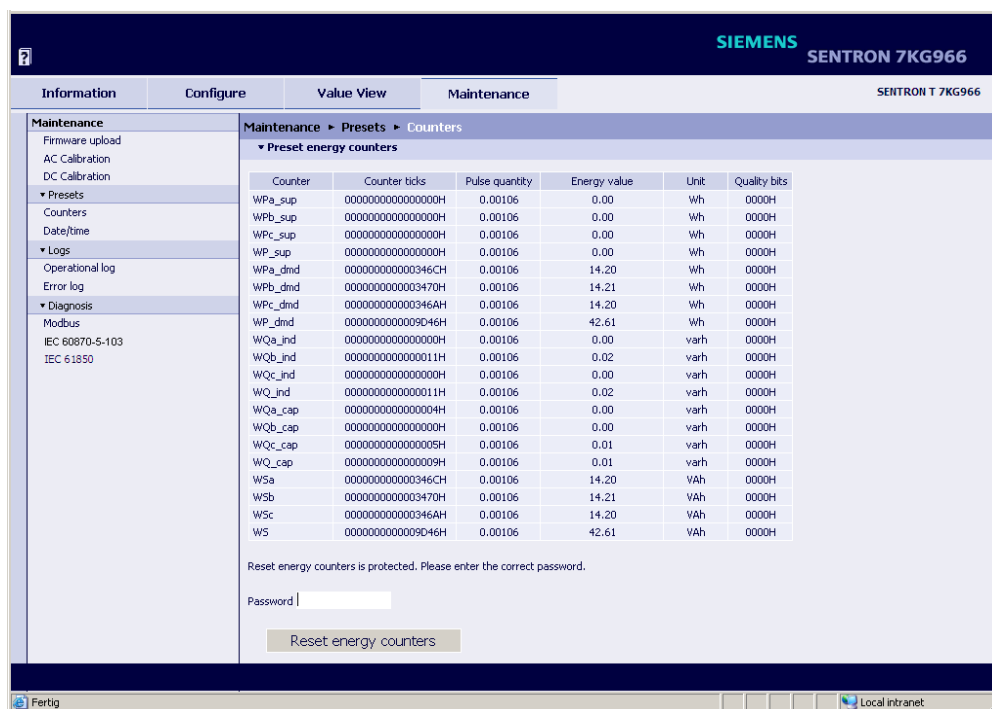 SIEMENS
SENTRON 7KG966
Information Configure Value View Maintenance SENTRON T 7KG966
Maintenance
Firmware upload
AC Calibration
DC Calibration
Presets
Counters
Date/time
Logs
Operational log
Error log
Diagnosis
Modbus
IEC 60870-5-103
IEC 61850
Maintenance ► Presets ► Counters
Preset energy counters
Counter Counter ticks Pulse quantity Energy value Unit Quality bits
WPa_sup 0000000000000000H 0.00106 0.00 Wh 0000H
WPb_sup 0000000000000000H 0.00106 0.00 Wh 0000H
WPc_sup 0000000000000000H 0.00106 0.00 Wh 0000H
WP_sup 0000000000000000H 0.00106 0.00 Wh 0000H
WPa_dmd 000000000000346CH 0.00106 14.20 Wh 0000H
WPb_dmd 0000000000003470H 0.00106 14.21 Wh 0000H
WPc_dmd 000000000000346AH 0.00106 14.20 Wh 0000H
WP_dmd 0000000000009D46H 0.00106 42.61 Wh 0000H
WQa_ind 0000000000000000H 0.00106 0.00 varh 0000H
WQb_ind 0000000000000011H 0.00106 0.02 varh 0000H
WQc_ind 0000000000000000H 0.00106 0.00 varh 0000H
WQ_ind 0000000000000011H 0.00106 0.02 varh 0000H
WQa_cap 0000000000000004H 0.00106 0.00 varh 0000H
WQb_cap 0000000000000000H 0.00106 0.00 varh 0000H
WQc_cap 0000000000000005H 0.00106 0.01 varh 0000H
WQ_cap 0000000000000009H 0.00106 0.01 varh 0000H
WSa 000000000000346CH 0.00106 14.20 VAh 0000H
WSb 0000000000003470H 0.00106 14.21 VAh 0000H
WSc 000000000000346AH 0.00106 14.20 VAh 0000H
WS 0000000000009D46H 0.00106 42.61 VAh 0000H
Reset energy counters is protected. Please enter the correct password.
Password
Reset energy counters
Fertig Local intranet